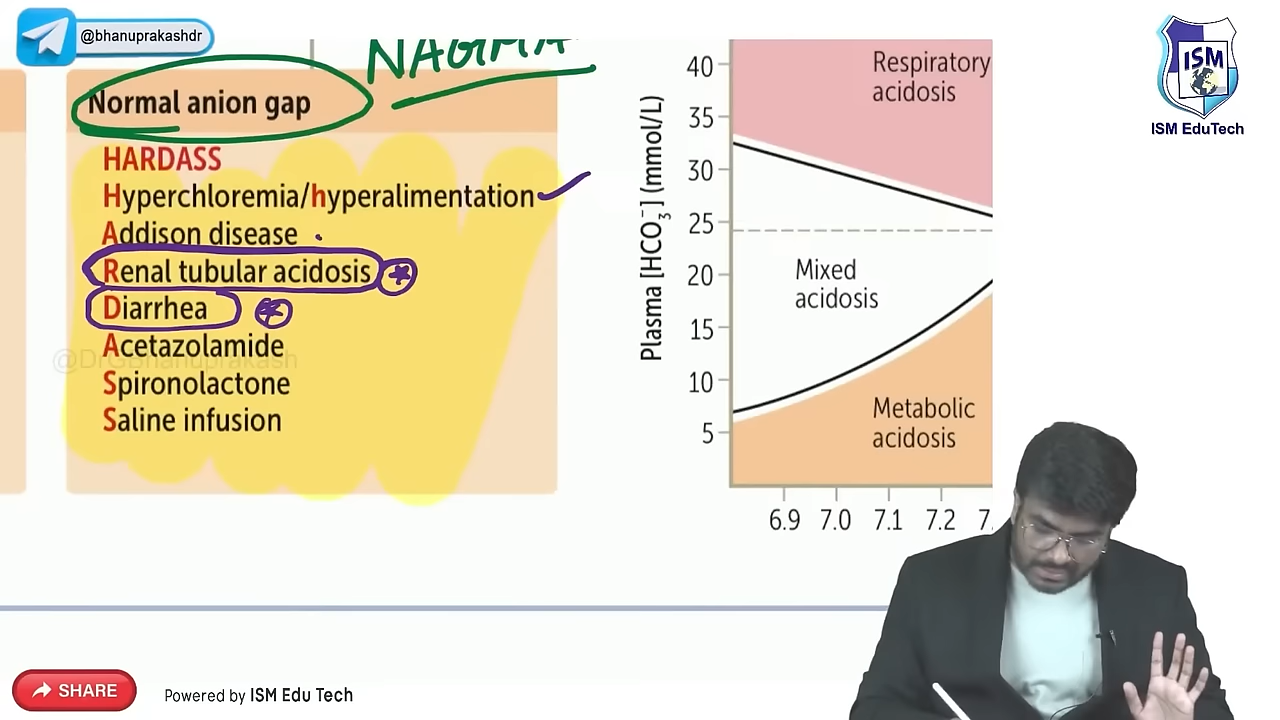 @bhanuprakashdr
NAGMA
Normal anion gap
HARDASS
Hyperchloremia/hyperalimentation
Addison disease
Renal tubular acidosis
Diarrhea
Acetazolamide
@DrGBhanuprakash
Spironolactone
Saline infusion
Plasma [HCO₃⁻] (mmol/L)
40
35
30
25
20
15
10
5
Respiratory
acidosis
Mixed
acidosis
Metabolic
acidosis
6.9 7.0 7.1 7.2 7.
ISM
ISM EduTech
SHARE
Powered by ISM Edu Tech